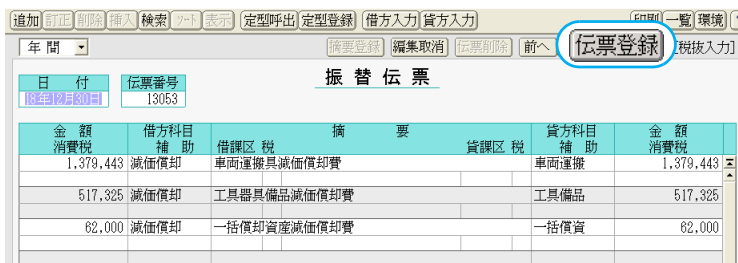 追加 訂正 削除 挿入 検索 ソート 表示 定型呼出 定型登録 借方入力 貸方入力 印刷 一覧 環境
年間 摘要登録 編集取消 伝票削除 前へ 伝票登録 [税抜入力]
振替伝票
日付 伝票番号
18年12月30日 13053
金額 借方科目 摘要 貸方科目 金額
消費税 補助 借課区 税 貸課区 税 補助 消費税
1,379,443 減価償却 車両運搬具減価償却費 車両運搬 1,379,443
517,325 減価償却 工具器具備品減価償却費 工具備品 517,325
62,000 減価償却 一括償却資産減価償却費 一括償資 62,000